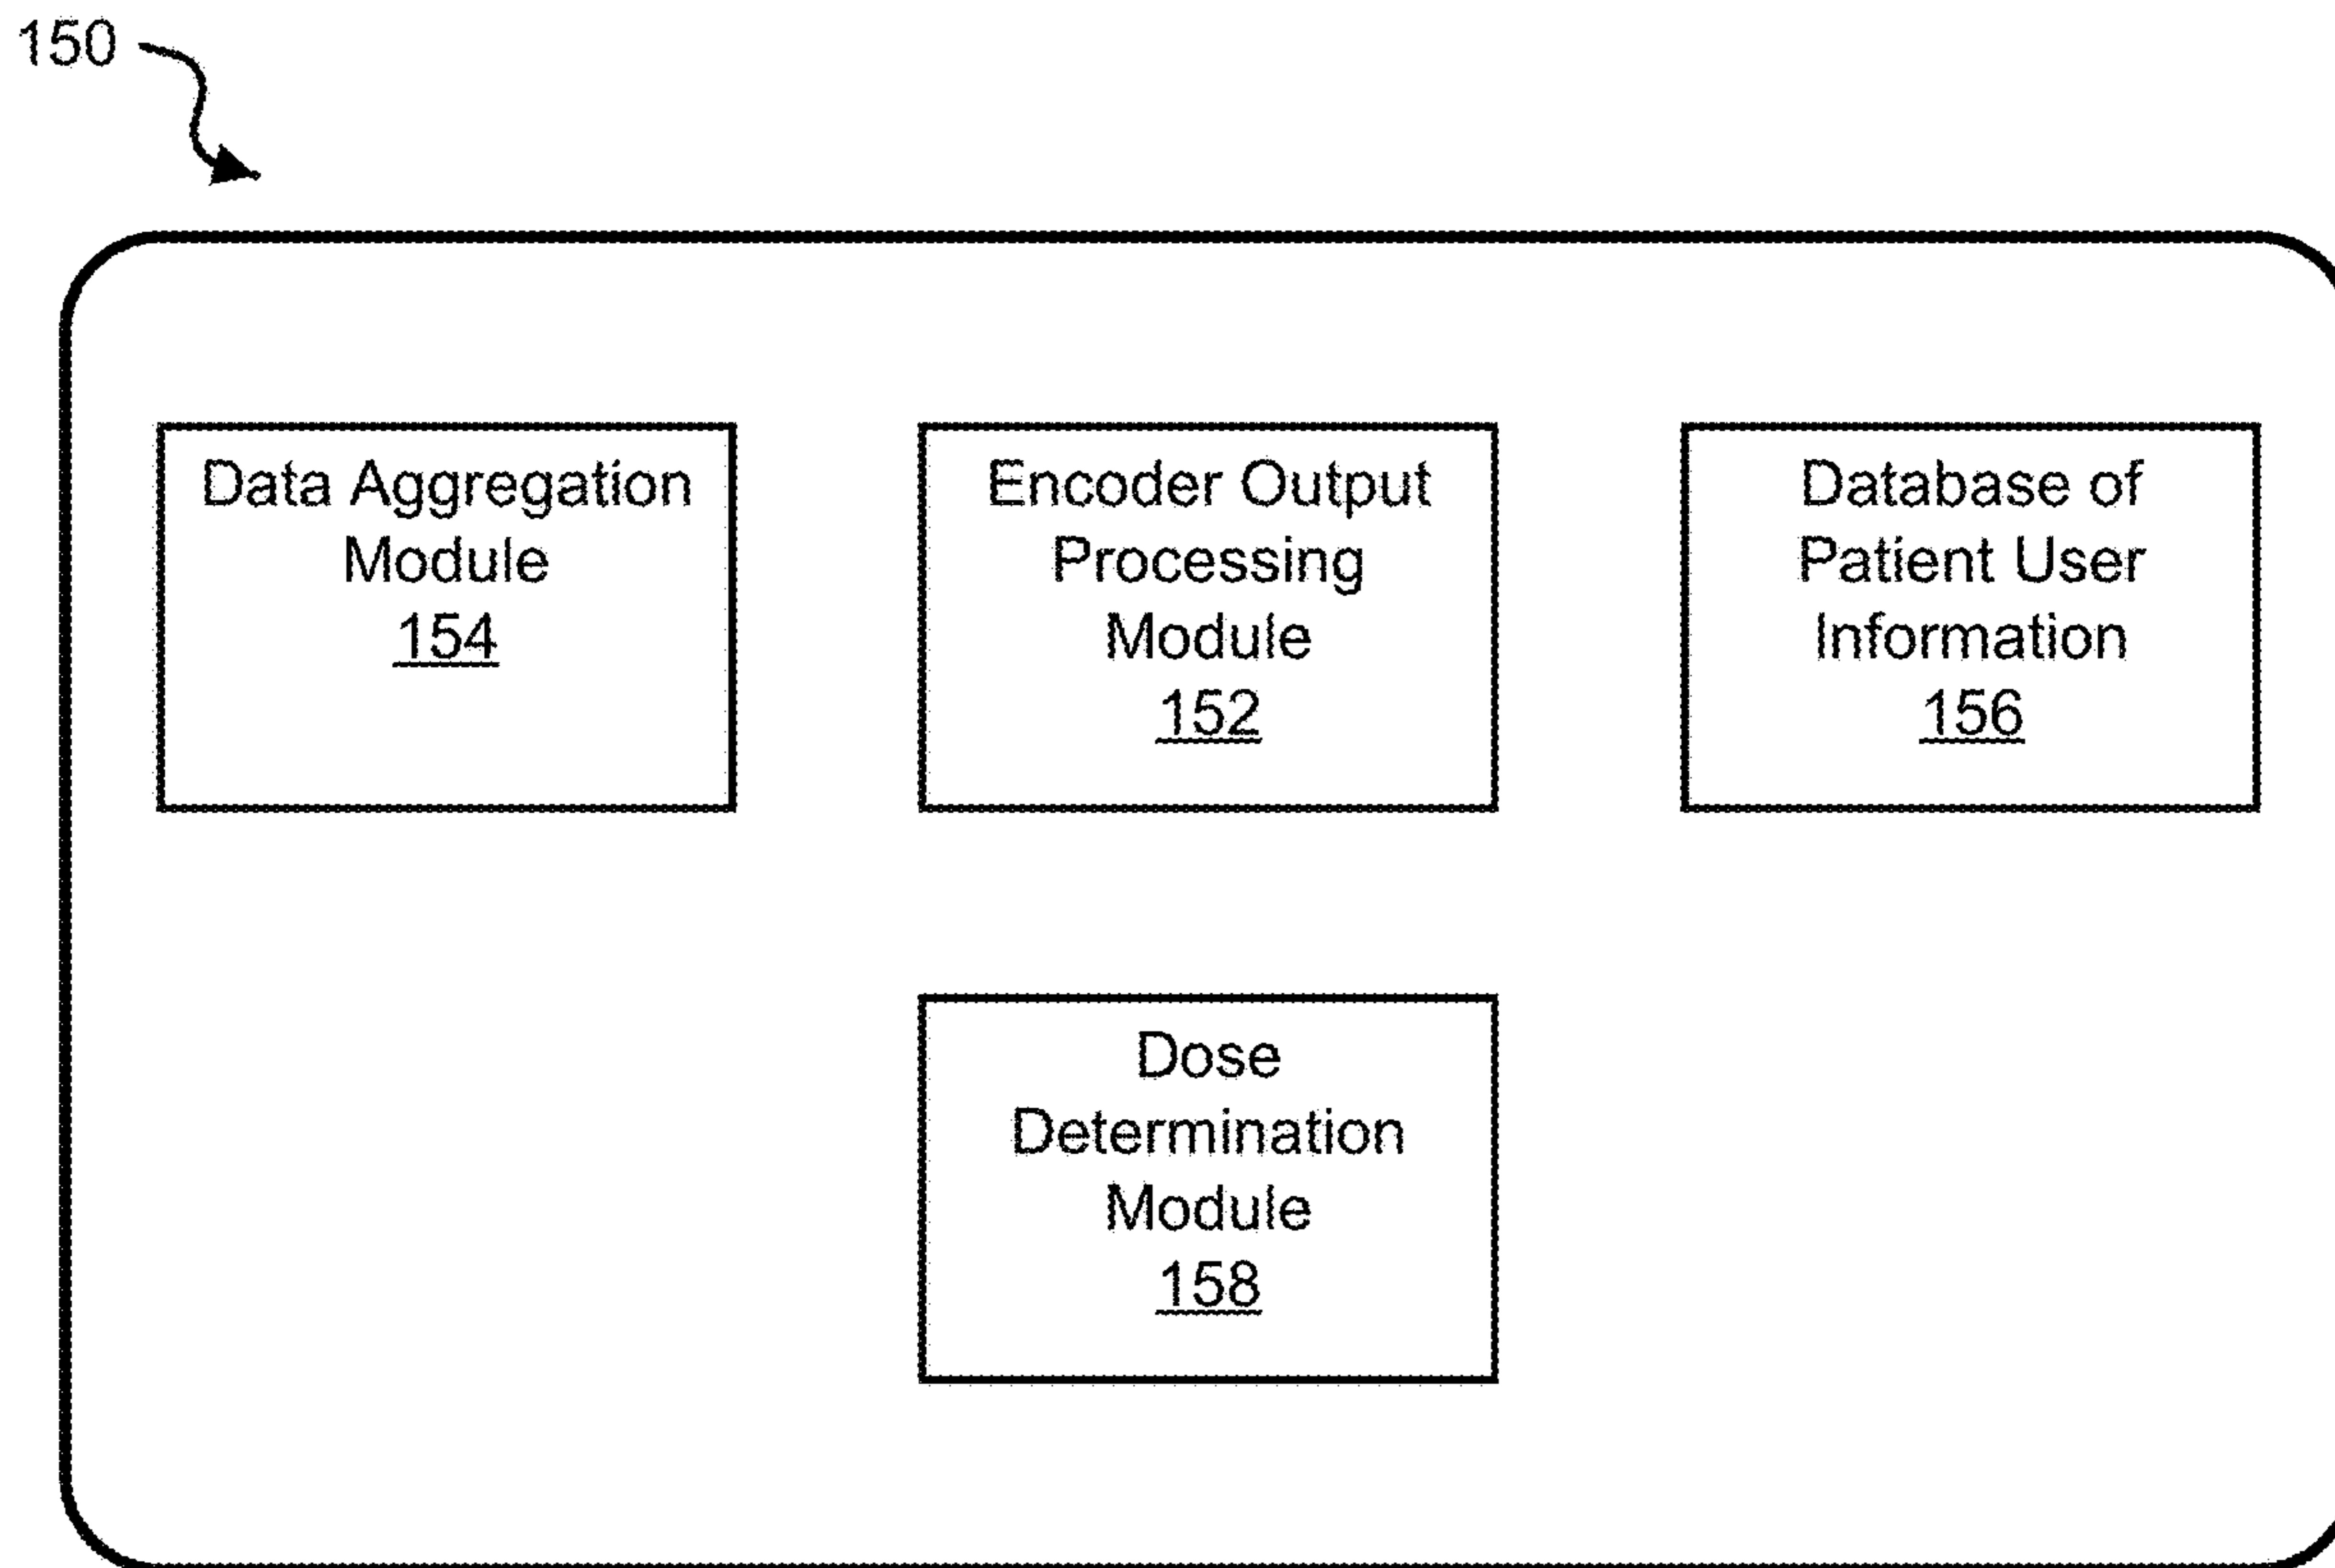 150
Data Aggregation
Module
154
Encoder Output
Processing
Module
152
Database of
Patient User
Information
156
Dose
Determination
Module
158